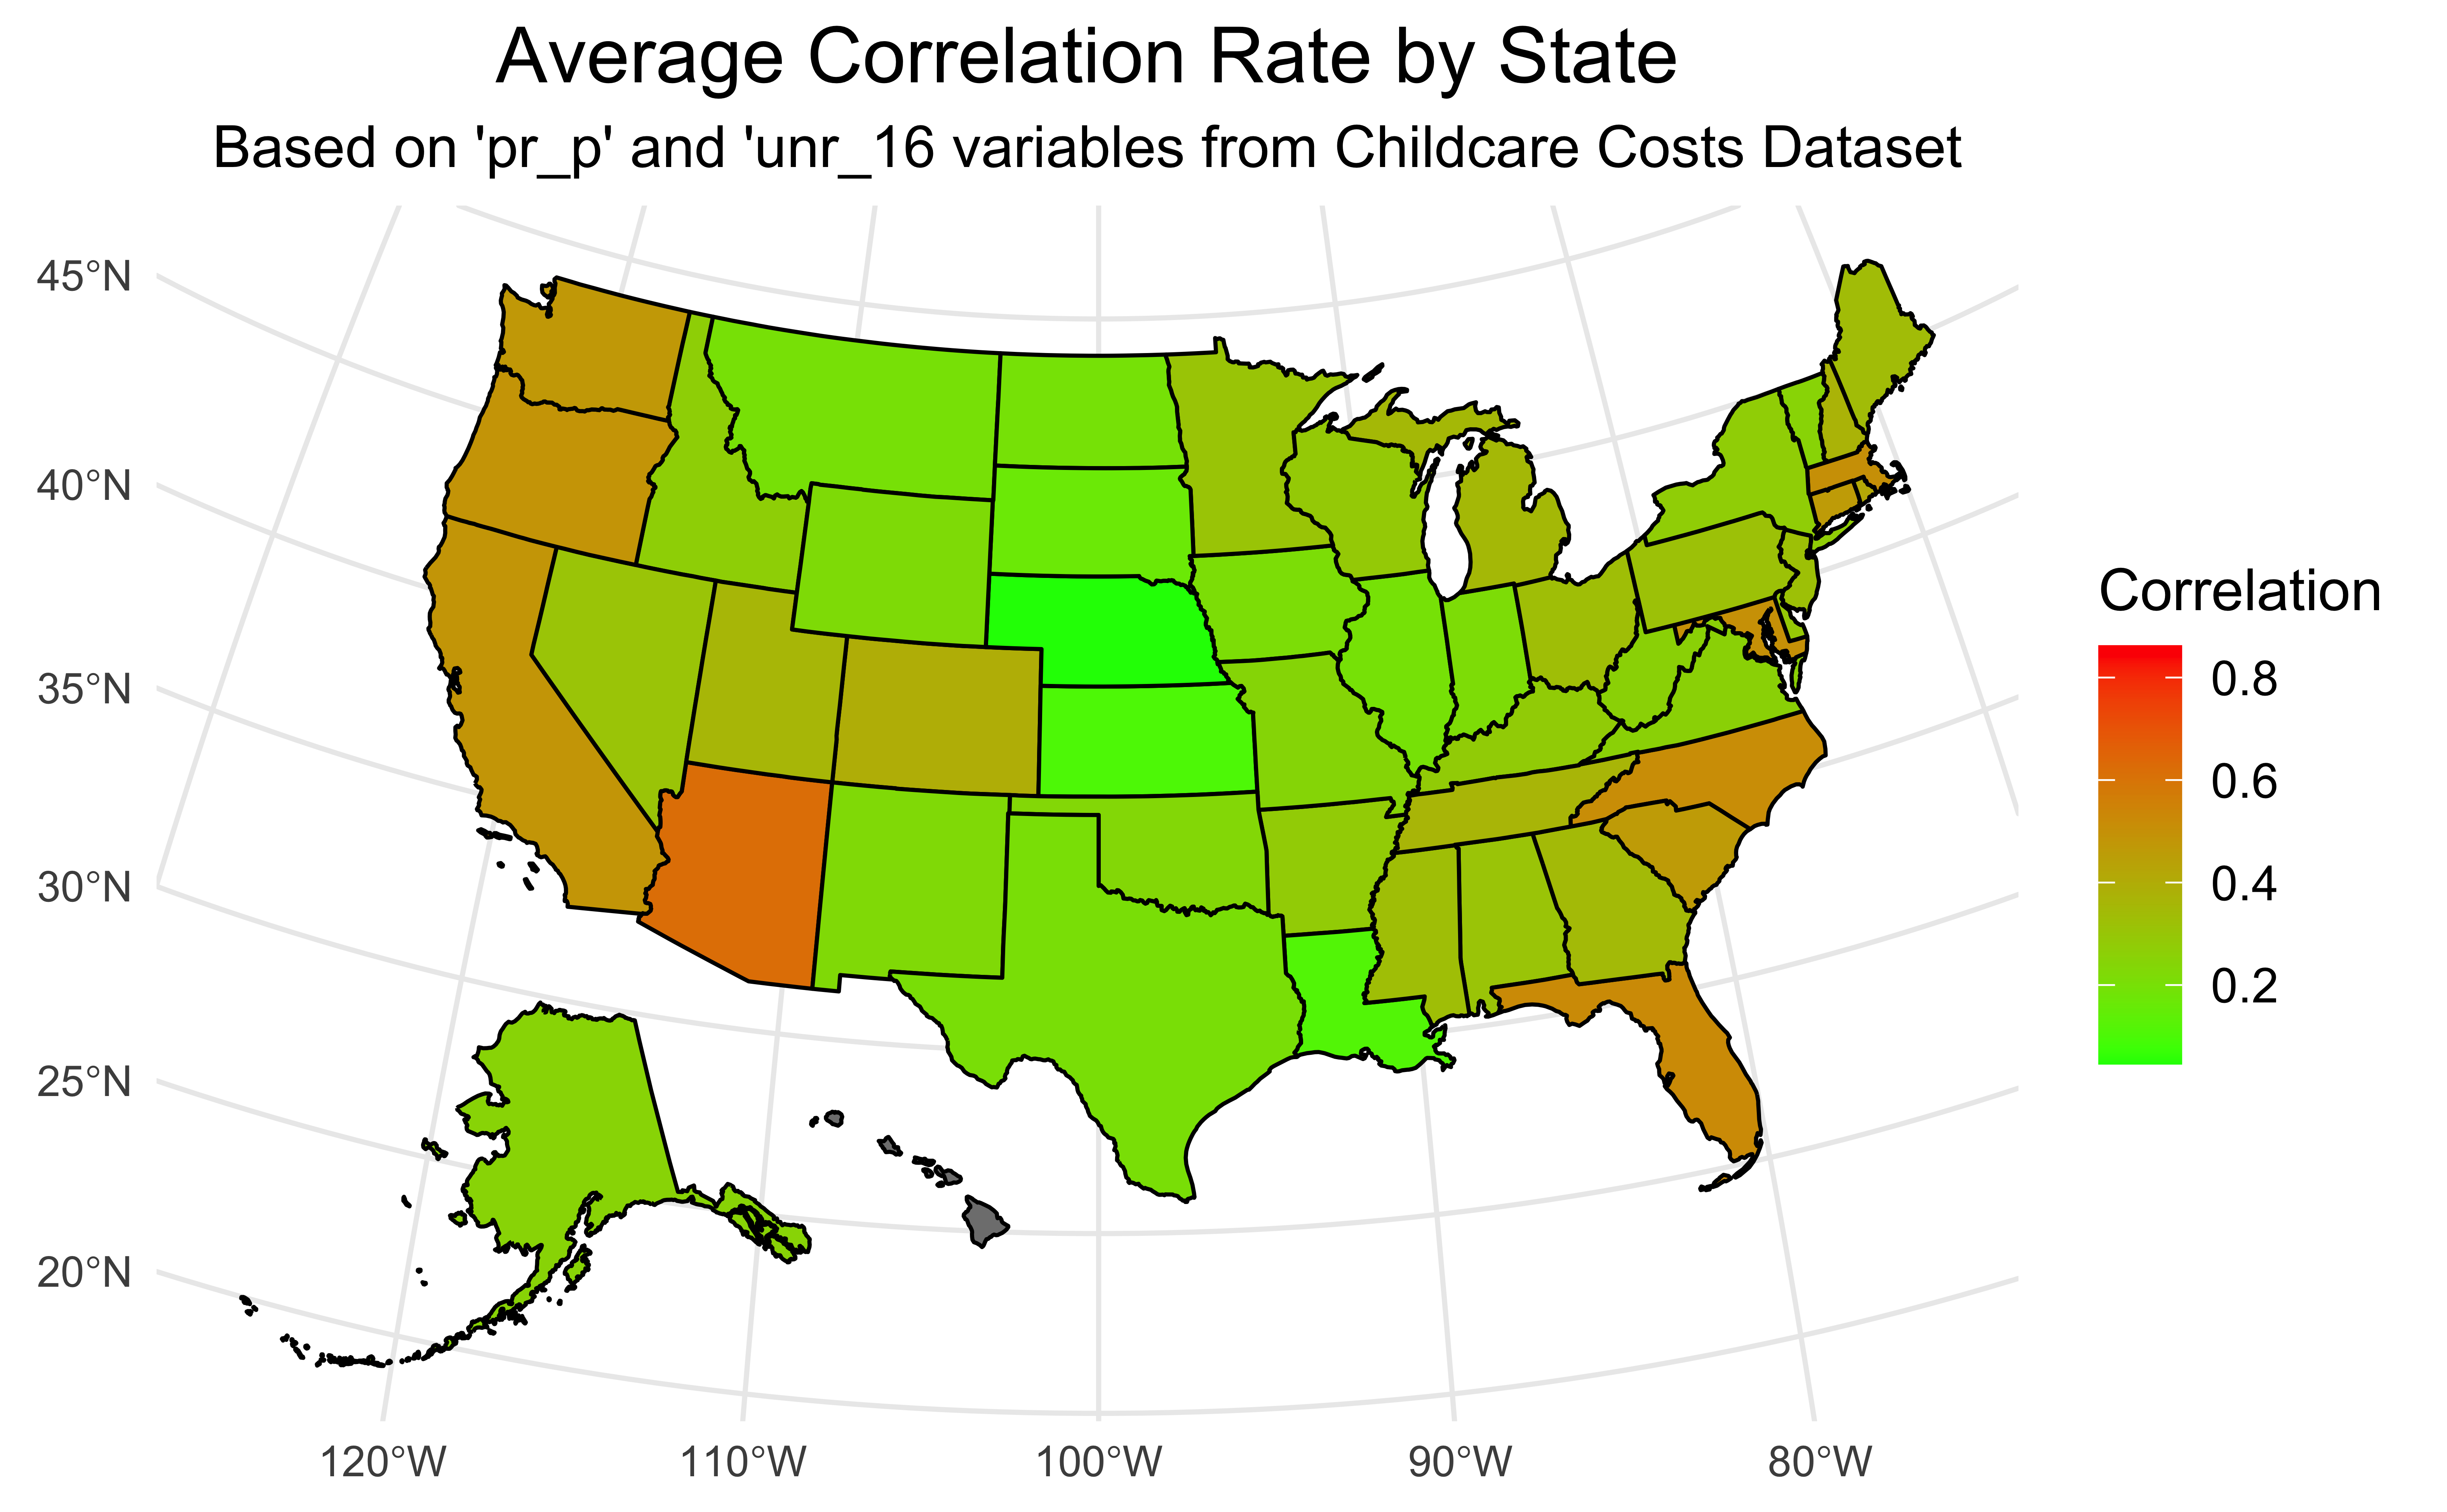 Average Correlation Rate by State
Based on 'pr_p' and 'unr_16 variables from Childcare Costs Dataset
45°N
40°N
35°N
30°N
25°N
20°N
120°W
110°W
100°W
90°W
80°W
Correlation
0.8
0.6
0.4
0.2